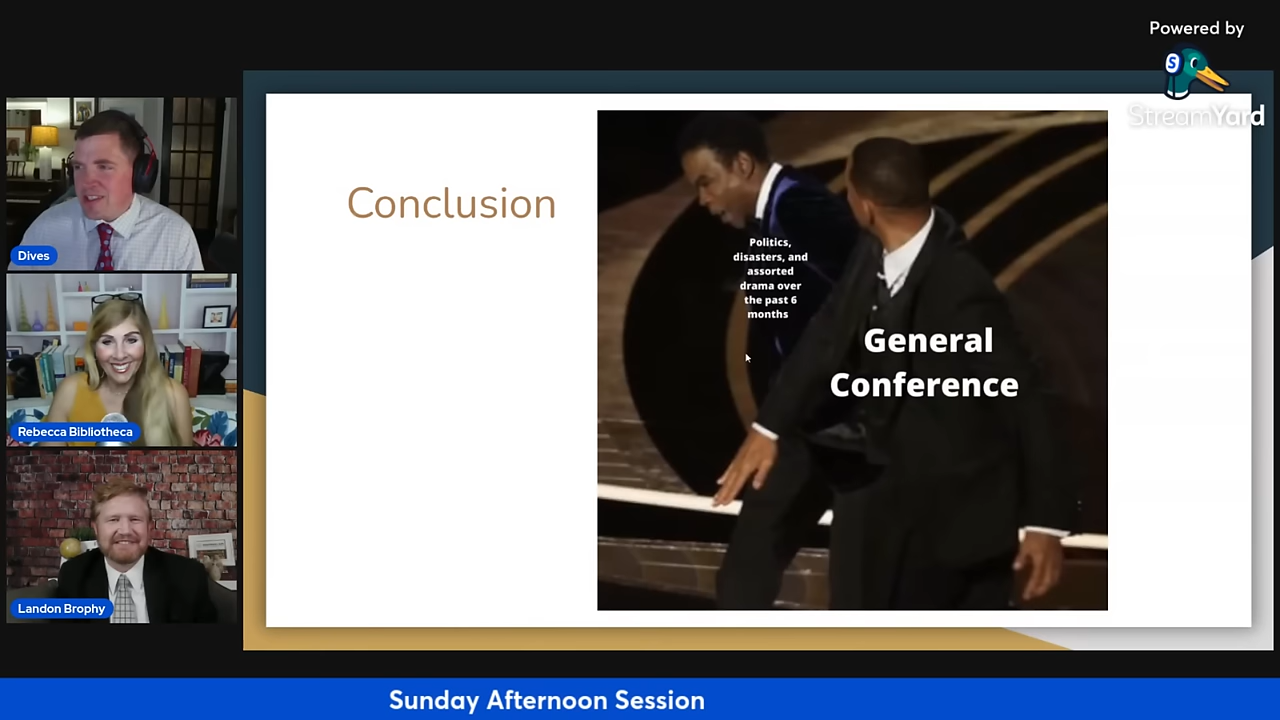 Powered by
S
StreamYard
Dives
Rebecca Bibliotheca
Landon Brophy
Conclusion
Politics,
disasters, and
assorted
drama over
the past 6
months
General
Conference
Sunday Afternoon Session